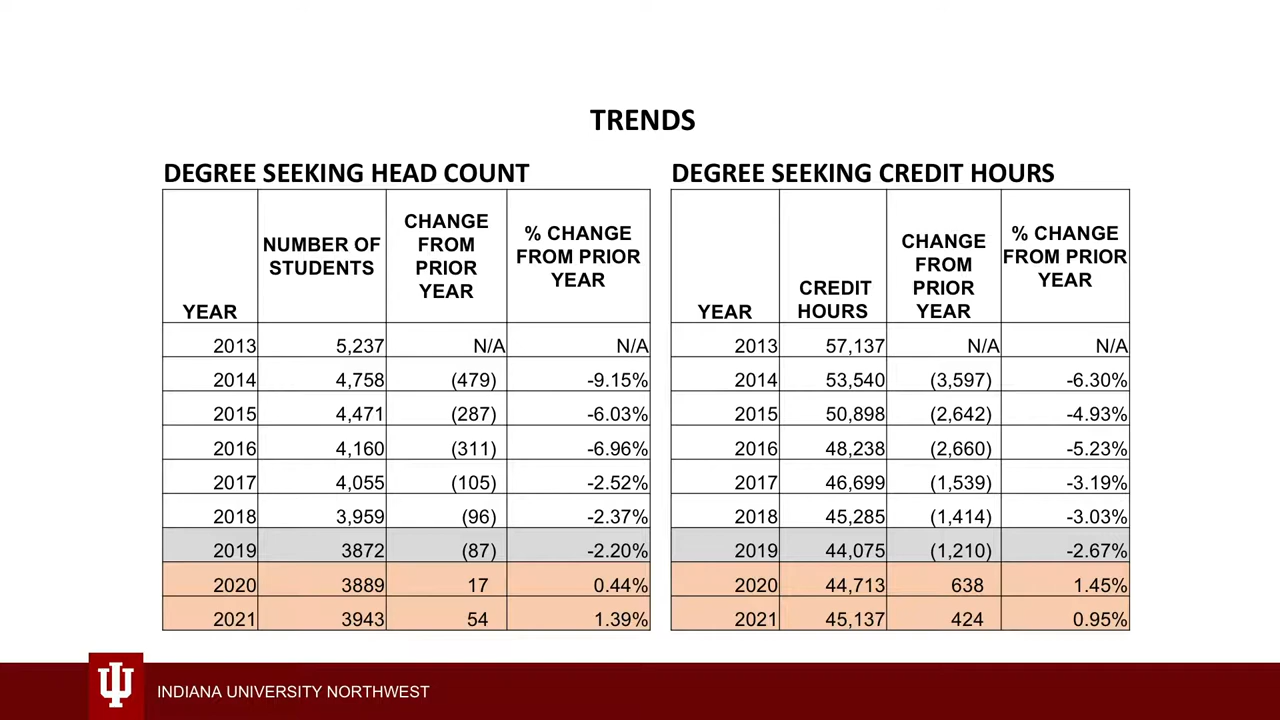 TRENDS
DEGREE SEEKING HEAD COUNT
YEAR NUMBER OF STUDENTS CHANGE FROM PRIOR YEAR % CHANGE FROM PRIOR YEAR
2013 5,237 N/A N/A
2014 4,758 (479) -9.15%
2015 4,471 (287) -6.03%
2016 4,160 (311) -6.96%
2017 4,055 (105) -2.52%
2018 3,959 (96) -2.37%
2019 3872 (87) -2.20%
2020 3889 17 0.44%
2021 3943 54 1.39%
DEGREE SEEKING CREDIT HOURS
YEAR CREDIT HOURS CHANGE FROM PRIOR YEAR % CHANGE FROM PRIOR YEAR
2013 57,137 N/A N/A
2014 53,540 (3,597) -6.30%
2015 50,898 (2,642) -4.93%
2016 48,238 (2,660) -5.23%
2017 46,699 (1,539) -3.19%
2018 45,285 (1,414) -3.03%
2019 44,075 (1,210) -2.67%
2020 44,713 638 1.45%
2021 45,137 424 0.95%
INDIANA UNIVERSITY NORTHWEST